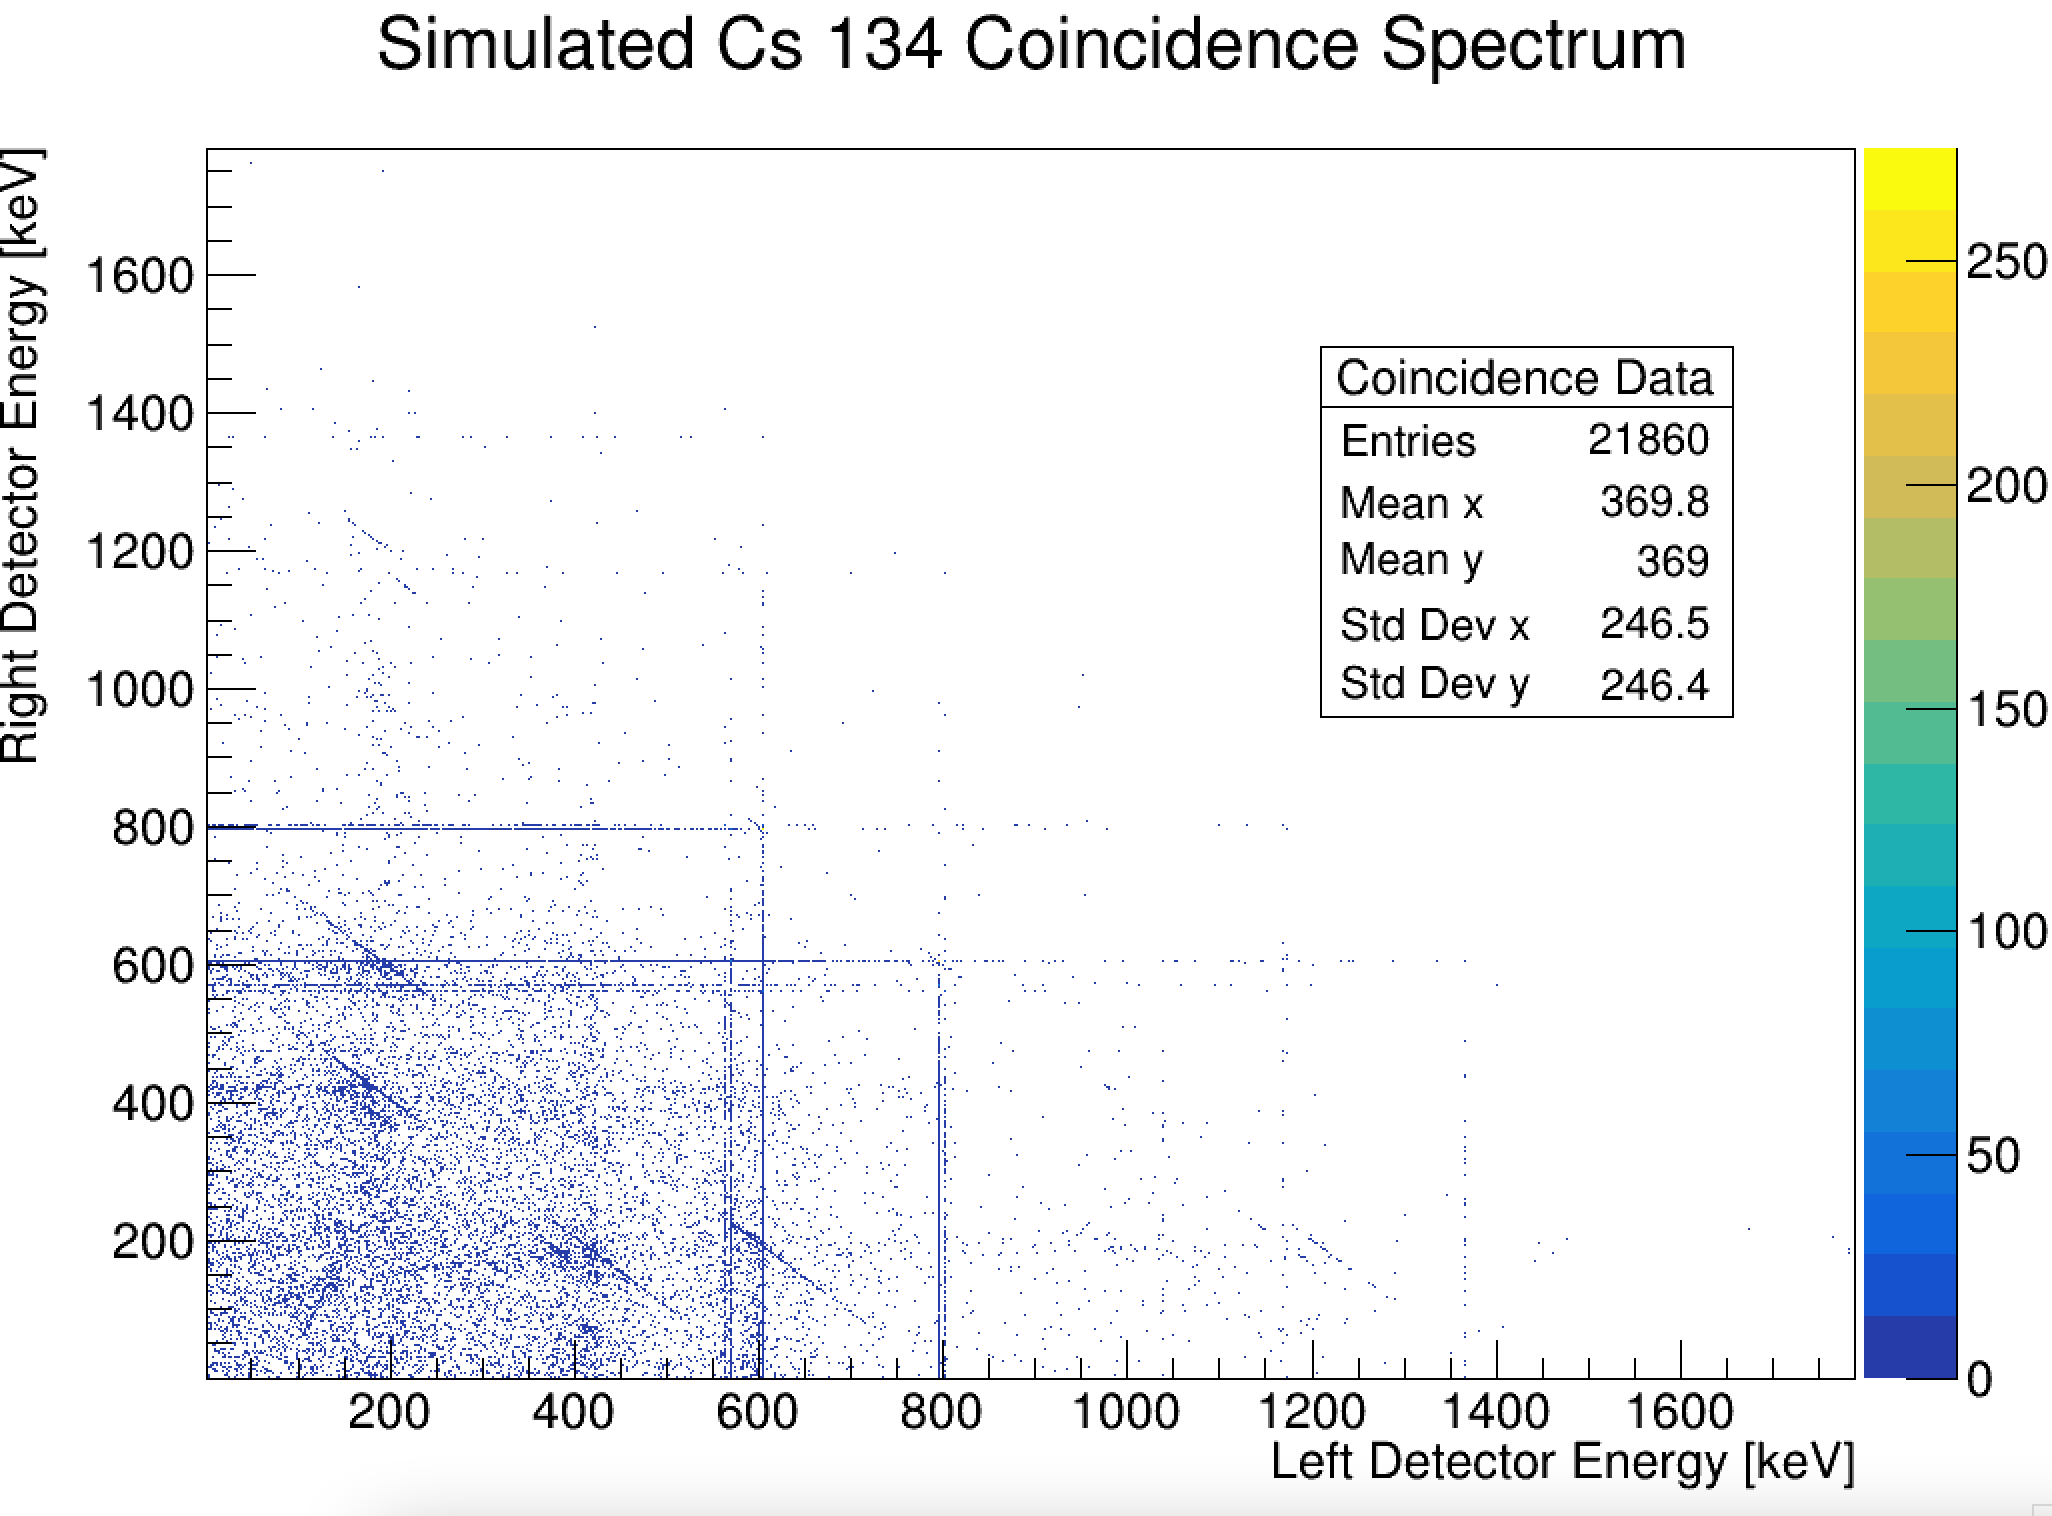 Simulated Cs 134 Coincidence Spectrum
Right Detector Energy [keV]
1600
1400
1200
1000
800
600
400
200
Coincidence Data
Entries 21860
Mean x 369.8
Mean y 369
Std Dev x 246.5
Std Dev y 246.4
250
200
150
100
50
0
200 400 600 800 1000 1200 1400 1600
Left Detector Energy [keV]